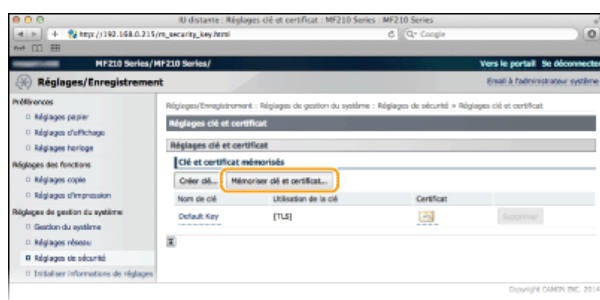 IU distante : Réglages clé et certificat : MF210 Series : MF210 Series
http://192.168.0.215/m_security_key.html
Q- Google
MF210 Series/MF210 Series/
Vers le portail Se déconnecter
Réglages/Enregistrement
Email à l'administrateur système
Préférences
Réglages papier
Réglages d'affichage
Réglages horloge
Réglages des fonctions
Réglages copie
Réglages d'impression
Réglages de gestion du système
Gestion du système
Réglages réseau
Réglages de sécurité
Initialiser informations de réglages
Réglages/Enregistrement : Réglages de gestion du système : Réglages de sécurité > Réglages clé et certificat
Réglages clé et certificat
Réglages clé et certificat
Clé et certificat mémorisés
Créer clé... Mémoriser clé et certificat...
Nom de clé Utilisation de la clé Certificat
Default Key [TLS] Supprimer
Copyright CANON INC. 2014